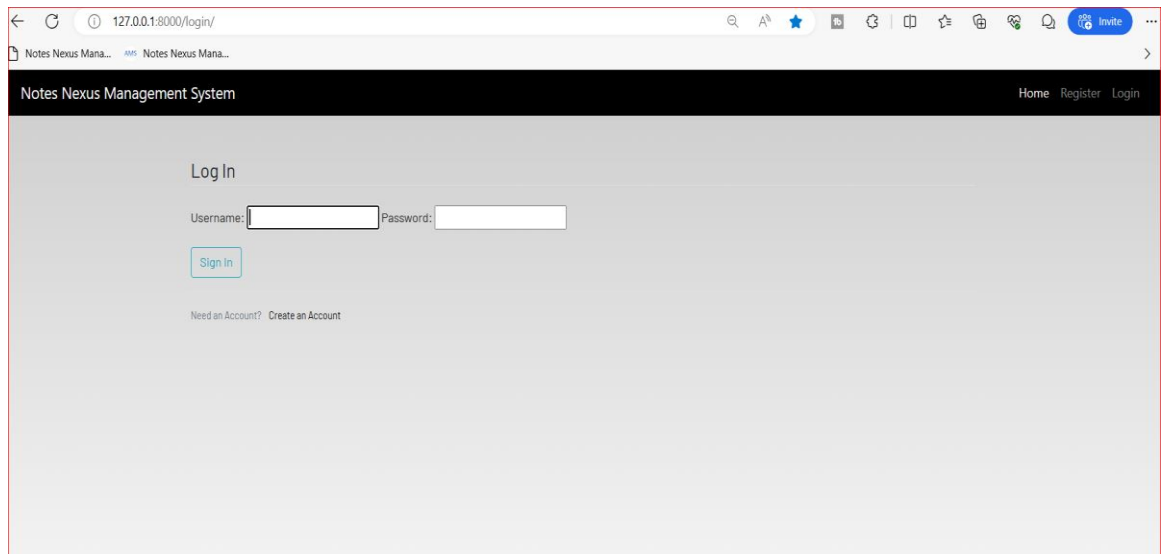 127.0.0.1:8000/login/
Invite
Notes Nexus Mana... AMS Notes Nexus Mana...
Notes Nexus Management System Home Register Login
Log In
Username: Password:
Sign In
Need an Account? Create an Account